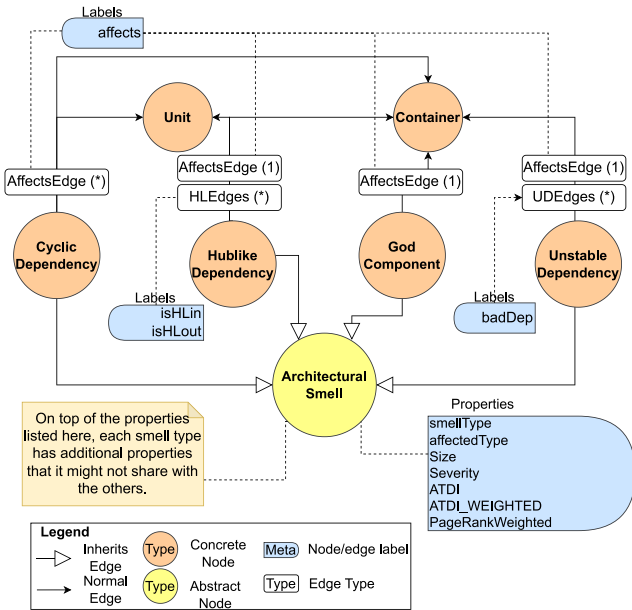 Labels
affects
Unit
Container
AffectsEdge (*)
AffectsEdge (1)
AffectsEdge (1)
AffectsEdge (1)
HLEdges (*)
UDEdges (*)
Cyclic
Dependency
Hublike
Dependency
God
Component
Unstable
Dependency
Labels
isHLin
isHLout
Labels
badDep
Architectural
Smell
On top of the properties
listed here, each smell type
has additional properties
that it might not share with
the others.
Properties
smellType
affectedType
Size
Severity
ATDI
ATDI_WEIGHTED
PageRankWeighted
Legend
Inherits
Edge
Type
Concrete
Node
Meta
Node/edge label
Normal
Edge
Type
Abstract
Node
Type
Edge Type